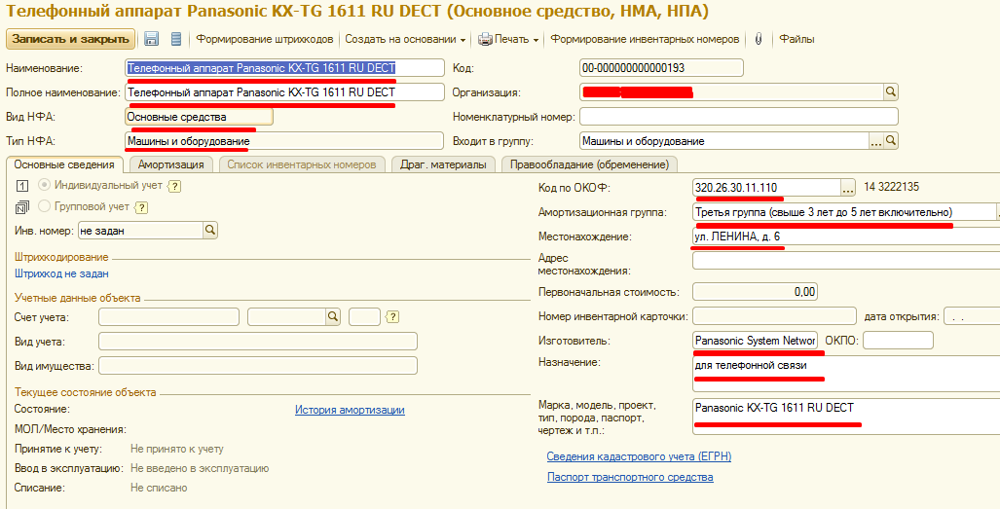 Телефонный аппарат Panasonic KX-TG 1611 RU DECT (Основное средство, НМА, НПА)
Записать и закрыть Формирование штрихкодов Создать на основании Печать Формирование инвентарных номеров Файлы
Наименование: Телефонный аппарат Panasonic KX-TG 1611 RU DECT Код: 00-000000000000193
Полное наименование: Телефонный аппарат Panasonic KX-TG 1611 RU DECT Организация:
Вид НФА: Основные средства Номенклатурный номер:
Тип НФА: Машины и оборудование Входит в группу: Машины и оборудование ...
Основные сведения Амортизация Список инвентарных номеров Драг. материалы Правообладание (обременение)
1 Индивидуальный учет ? Код по ОКОФ: 320.26.30.11.110 ... 14 3222135
N Групповой учет ? Амортизационная группа: Третья группа (свыше 3 лет до 5 лет включительно)
Инв. номер: не задан Местонахождение: ул. ЛЕНИНА, д. 6
Штрихкодирование Адрес
Штрихкод не задан местонахождения:
Учетные данные объекта Первоначальная стоимость: 0,00
Счет учета: ? Номер инвентарной карточки: дата открытия: . .
Вид учета: Изготовитель: Panasonic System Networ ОКПО:
Вид имущества: Назначение: для телефонной связи
Текущее состояние объекта
Состояние: История амортизации Марка, модель, проект, Panasonic KX-TG 1611 RU DECT
тип, порода, паспорт,
МОЛ/Место хранения: чертеж и т.п.:
Принятие к учету: Не принято к учету Сведения кадастрового учета (ЕГРН)
Ввод в эксплуатацию: Не введено в эксплуатацию Паспорт транспортного средства
Списание: Не списано